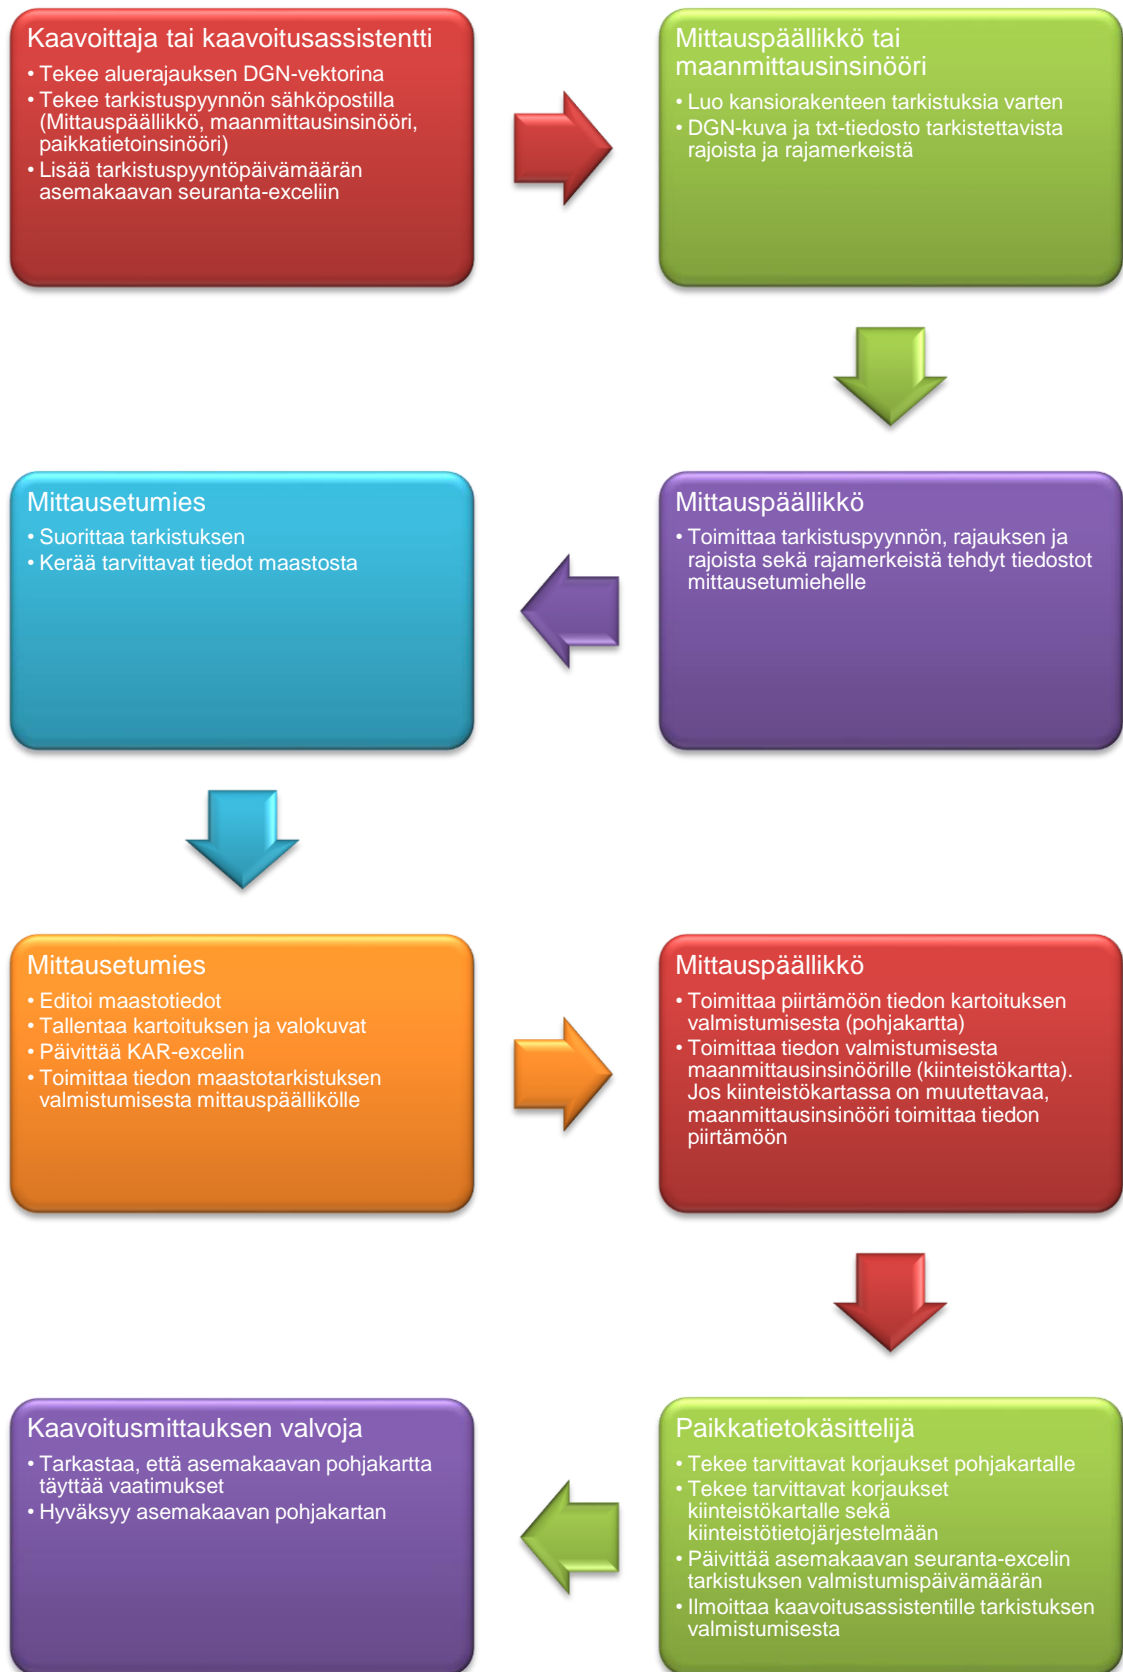 Kaavoittaja tai kaavoitusassistentti
• Tekee aluerajauksen DGN-vektorina
• Tekee tarkistuspyynnön sähköpostilla
(Mittauspäällikkö, maanmittausinsinööri,
paikkatietoinsinööri)
• Lisää tarkistuspyyntöpäivämäärän
asemakaavan seuranta-exceliin
Mittauspäällikkö tai
maanmittausinsinööri
• Luo kansiorakenteen tarkistuksia varten
• DGN-kuva ja txt-tiedosto tarkistettavista
rajoista ja rajamerkeistä
Mittauspäällikkö
• Toimittaa tarkistuspyynnön, rajauksen ja
rajoista sekä rajamerkeistä tehdyt tiedostot
mittausetumiehelle
Mittausetumies
• Suorittaa tarkistuksen
• Kerää tarvittavat tiedot maastosta
Mittausetumies
• Editoi maastotiedot
• Tallentaa kartoituksen ja valokuvat
• Päivittää KAR-excelin
• Toimittaa tiedon maastotarkistuksen
valmistumisesta mittauspäällikölle
Mittauspäällikkö
• Toimittaa piirtämöön tiedon kartoituksen
valmistumisesta (pohjakartta)
• Toimittaa tiedon valmistumisesta
maanmittausinsinöörille (kiinteistökartta).
Jos kiinteistökartassa on muutettavaa,
maanmittausinsinööri toimittaa tiedon
piirtämöön
Paikkatietokäsittelijä
• Tekee tarvittavat korjaukset pohjakartalle
• Tekee tarvittavat korjaukset
kiinteistökartalle sekä
kiinteistötietojärjestelmään
• Päivittää asemakaavan seuranta-excelin
tarkistuksen valmistumispäivämäärän
• Ilmoittaa kaavoitusassistentille tarkistuksen
valmistumisesta
Kaavoitusmittauksen valvoja
• Tarkastaa, että asemakaavan pohjakartta
täyttää vaatimukset
• Hyväksyy asemakaavan pohjakartan